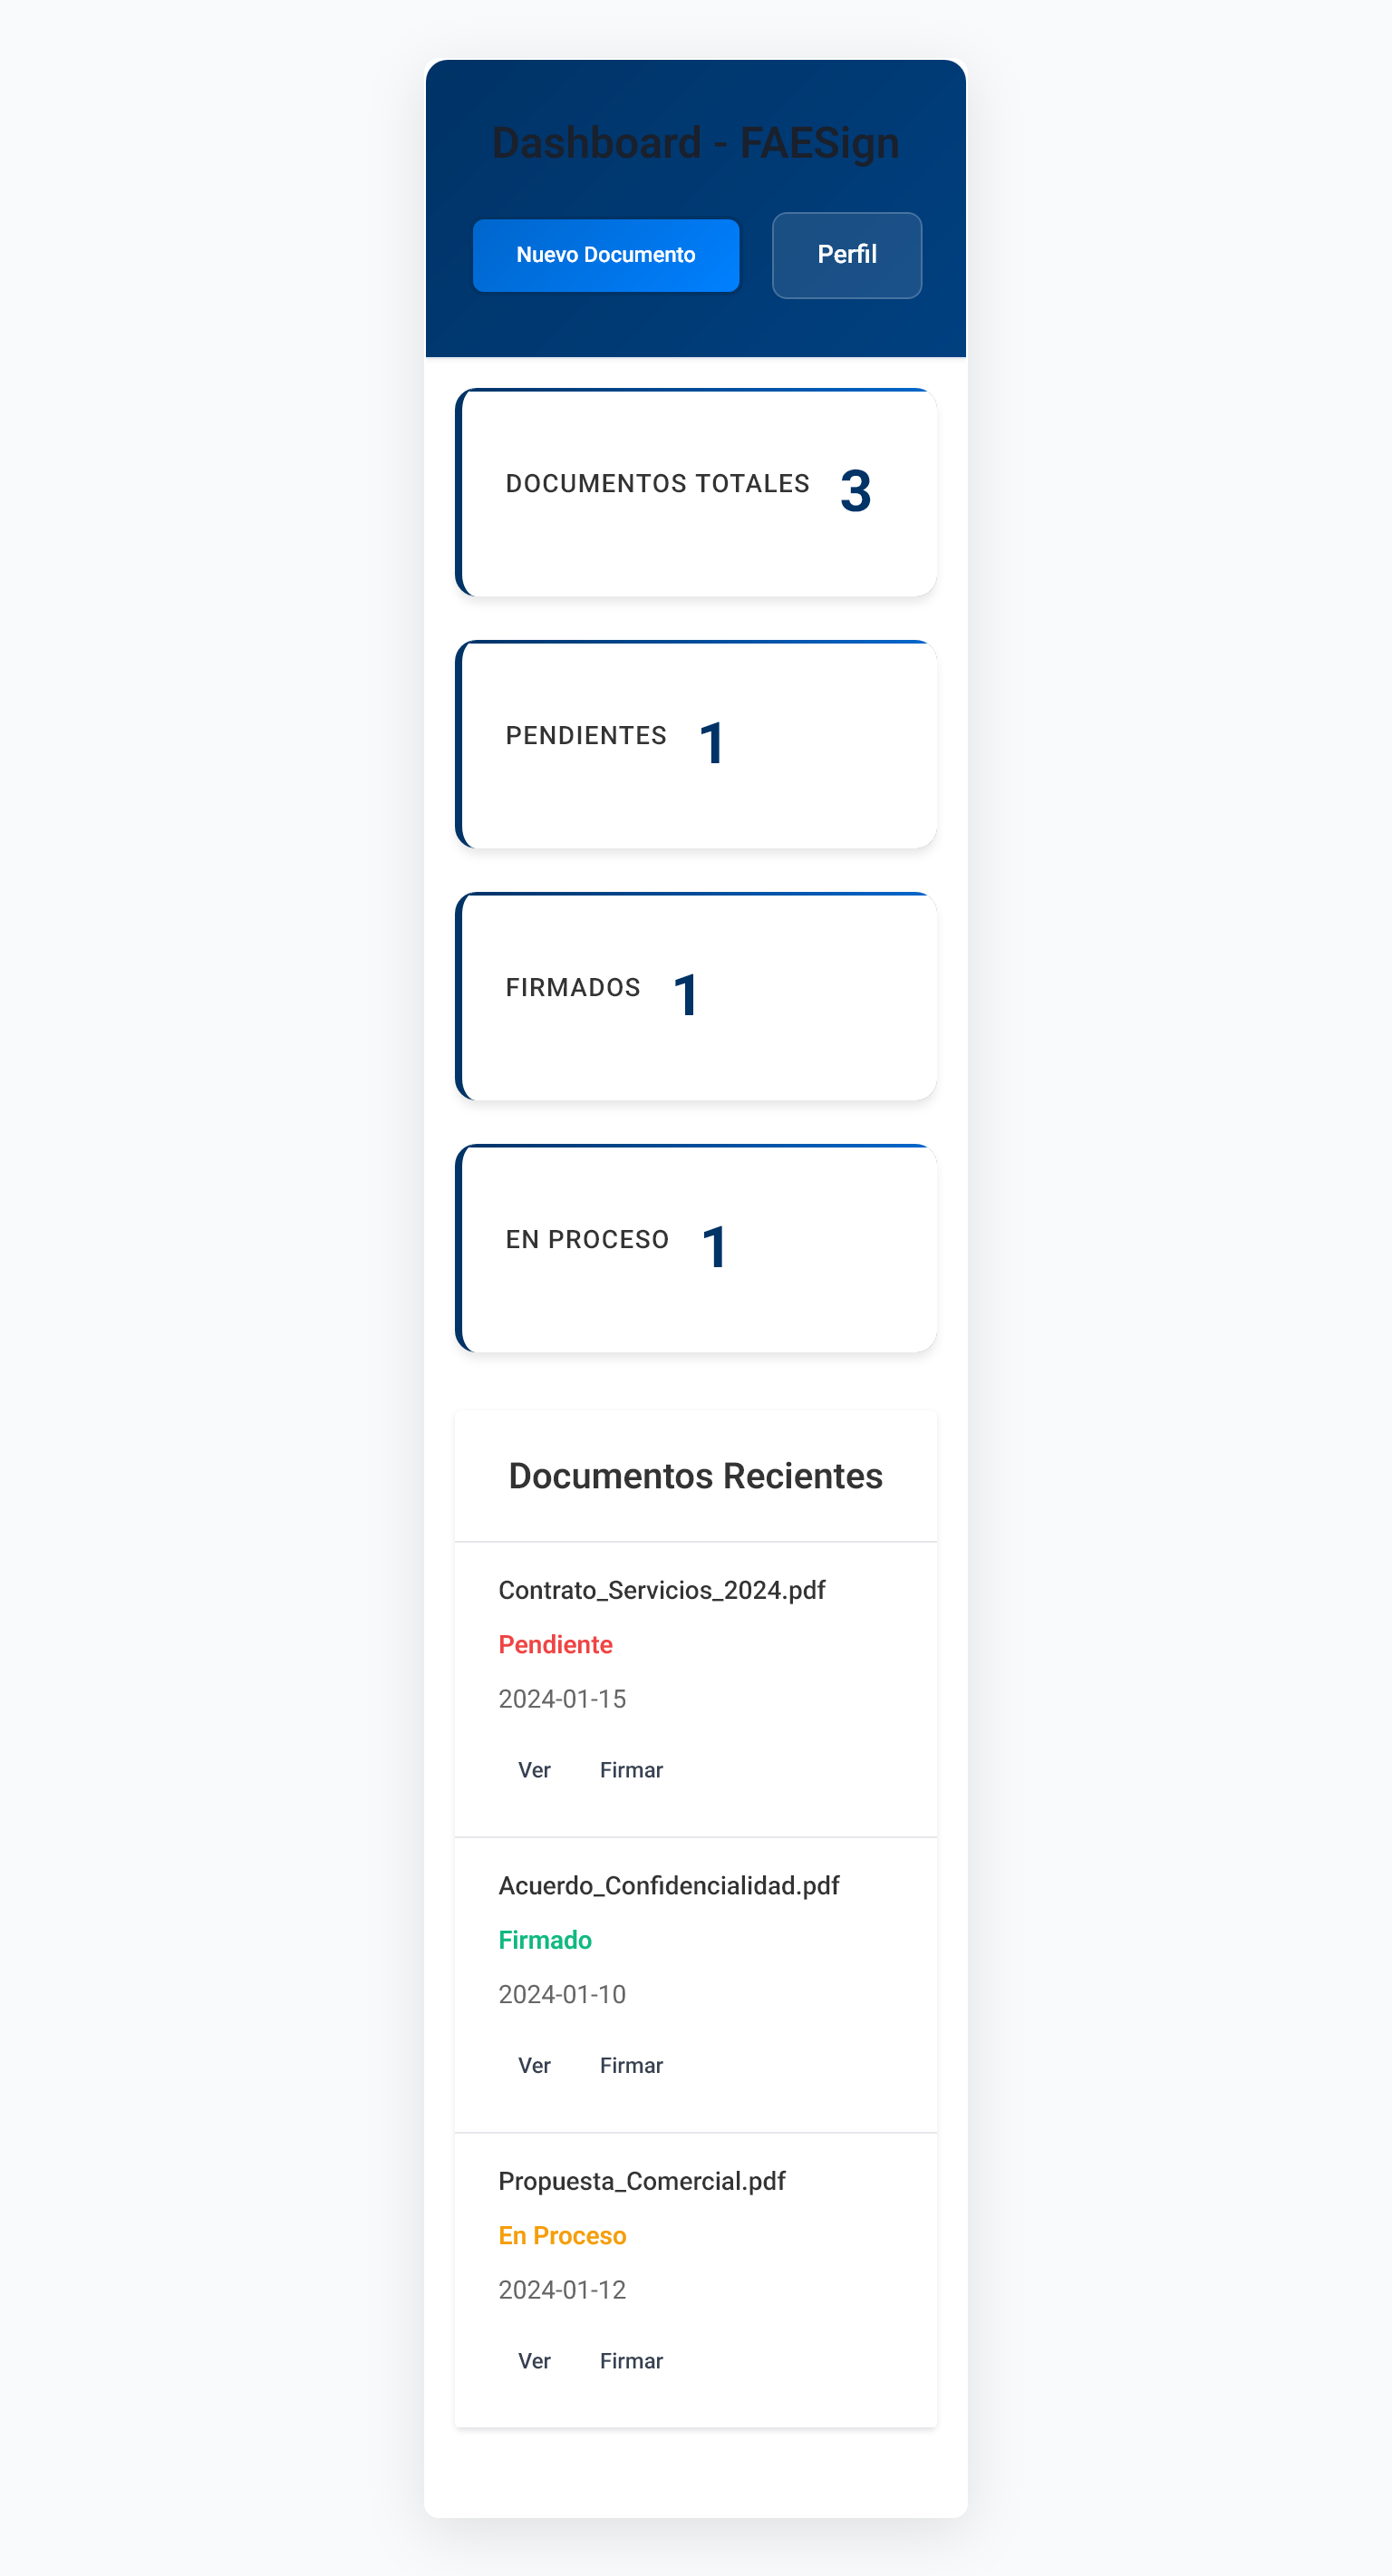 Dashboard - FAESign
Nuevo Documento Perfil
DOCUMENTOS TOTALES 3
PENDIENTES 1
FIRMADOS 1
EN PROCESO 1
Documentos Recientes
Contrato_Servicios_2024.pdf
Pendiente
2024-01-15
Ver Firmar
Acuerdo_Confidencialidad.pdf
Firmado
2024-01-10
Ver Firmar
Propuesta_Comercial.pdf
En Proceso
2024-01-12
Ver Firmar